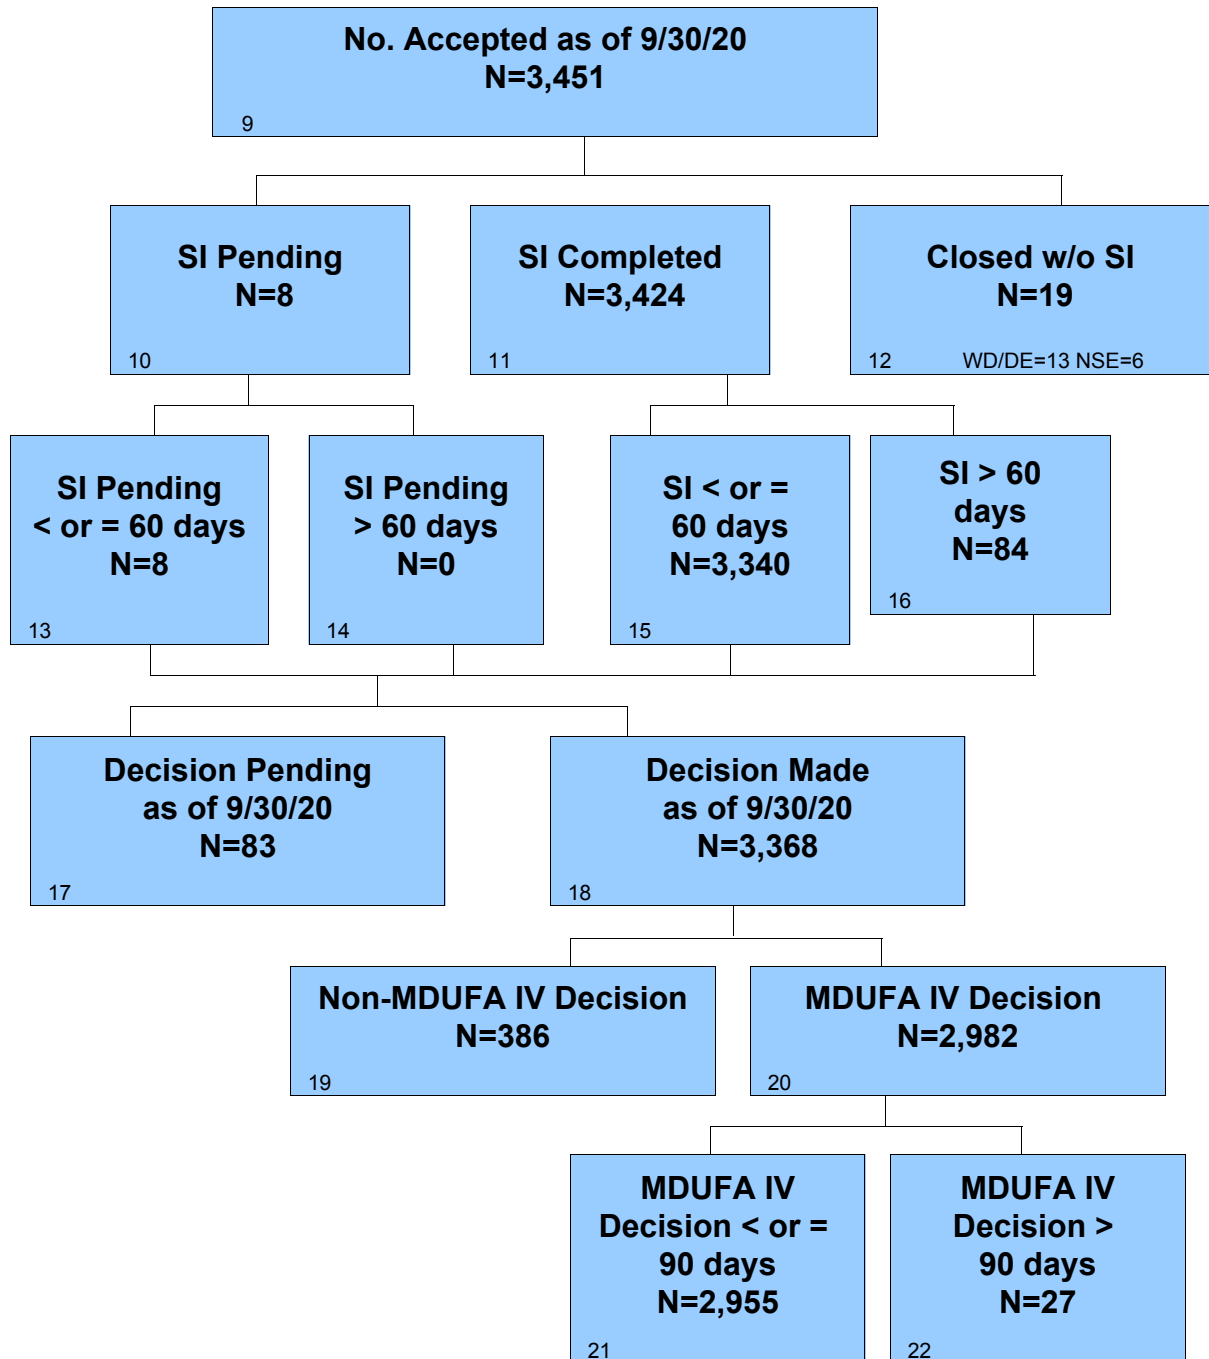 No. Accepted as of 9/30/20
N=3,451
9
SI Pending
N=8
10
SI Completed
N=3,424
11
Closed w/o SI
N=19
12 WD/DE=13 NSE=6
SI Pending
< or = 60 days
N=8
13
SI Pending
> 60 days
N=0
14
SI < or =
60 days
N=3,340
15
SI > 60
days
N=84
16
Decision Pending
as of 9/30/20
N=83
17
Decision Made
as of 9/30/20
N=3,368
18
Non-MDUFA IV Decision
N=386
19
MDUFA IV Decision
N=2,982
20
MDUFA IV
Decision < or =
90 days
N=2,955
21
MDUFA IV
Decision >
90 days
N=27
22